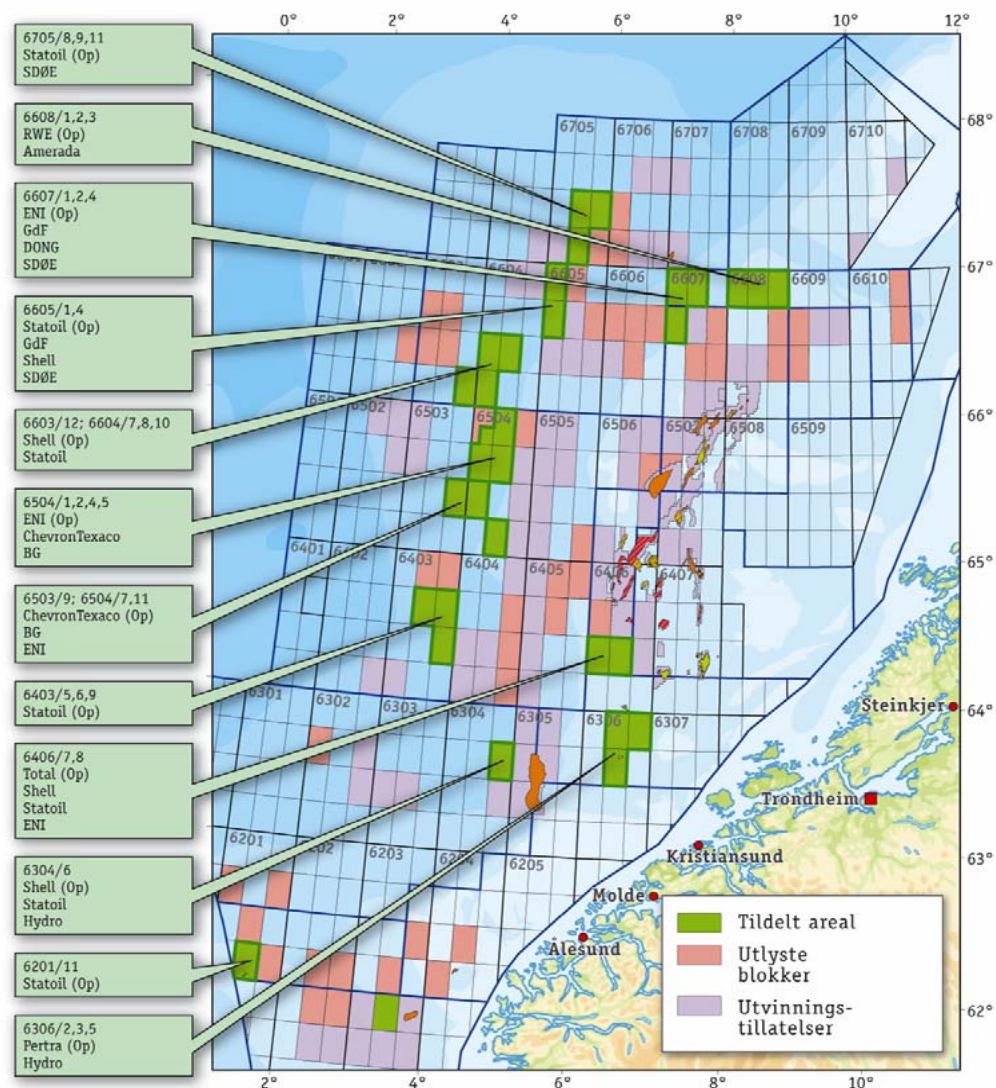 0°
2°
4°
6°
8°
10°
12°
6705/8,9,11
Statoil (Op)
SDØE
6608/1,2,3
RWE (Op)
Amerada
6607/1,2,4
ENI (Op)
GdF
DONG
SDØE
6605/1,4
Statoil (Op)
GdF
Shell
SDØE
6603/12; 6604/7,8,10
Shell (Op)
Statoil
6504/1,2,4,5
ENI (Op)
ChevronTexaco
BG
6503/9; 6504/7,11
ChevronTexaco (Op)
BG
ENI
6403/5,6,9
Statoil (Op)
6406/7,8
Total (Op)
Shell
Statoil
ENI
6304/6
Shell (Op)
Statoil
Hydro
6201/11
Statoil (Op)
6306/2,3,5
Pertra (Op)
Hydro
6705
6706
6707
6708
6709
6710
68°
67°
6605
6606
6607
6608
6609
6610
66°
6502
6503
6504
6505
6506
6508
6509
65°
6401
6402
6403
6404
6405
6406
6407
64°
6301
6302
6303
6304
6305
6306
6307
Steinkjer
Trondheim
63°
6201
6202
6203
6204
6205
Kristiansund
Molde
Ålesund
Tildelt areal
Utlyste
blokker
Utvinnings-
tillatelser
62°
2°
4°
6°
8°
10°